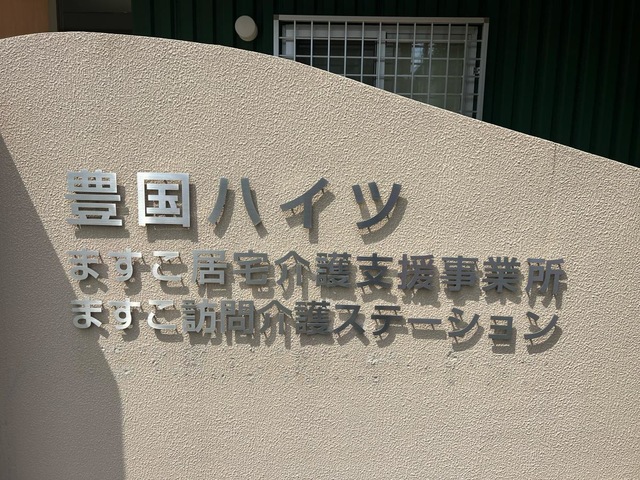 豊国ハイツ
ますこ居宅介護支援事業所
ますこ訪問介護ステーション